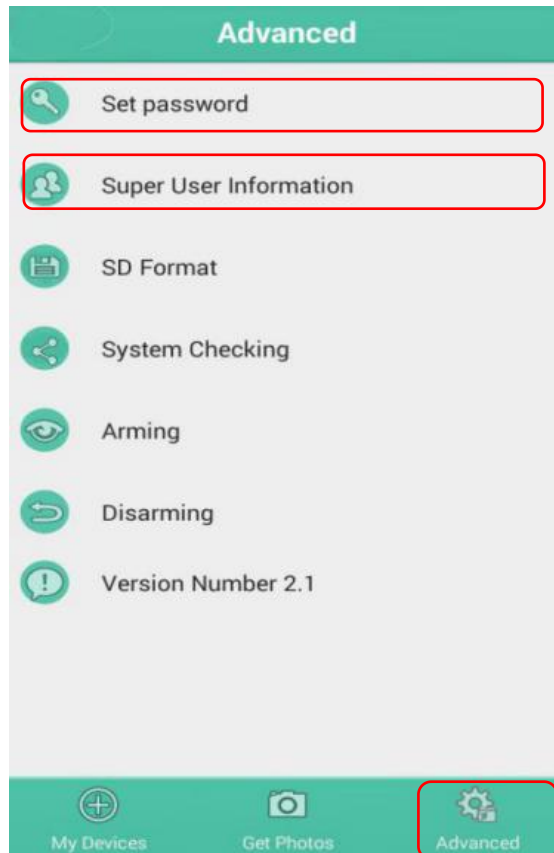 Advanced
Set password
Super User Information
SD Format
System Checking
Arming
Disarming
Version Number 2.1
My Devices
Get Photos
Advanced